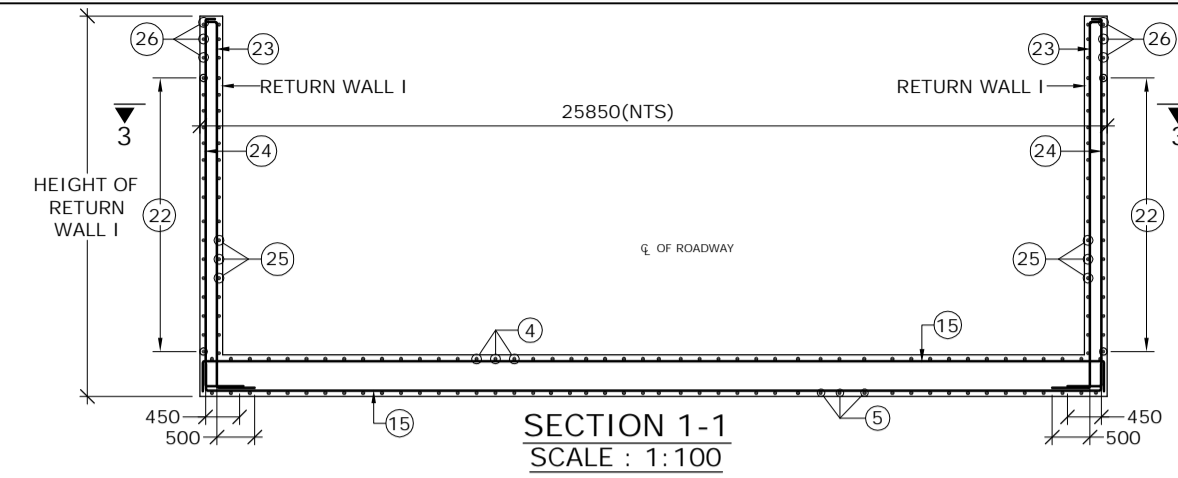 26
23
23
26
RETURN WALL I
RETURN WALL I
25850(NTS)
3
3
24
24
HEIGHT OF
RETURN
WALL I
22
22
℄ OF ROADWAY
25
25
4
15
450
15
5
450
500
500
SECTION 1-1
SCALE : 1:100